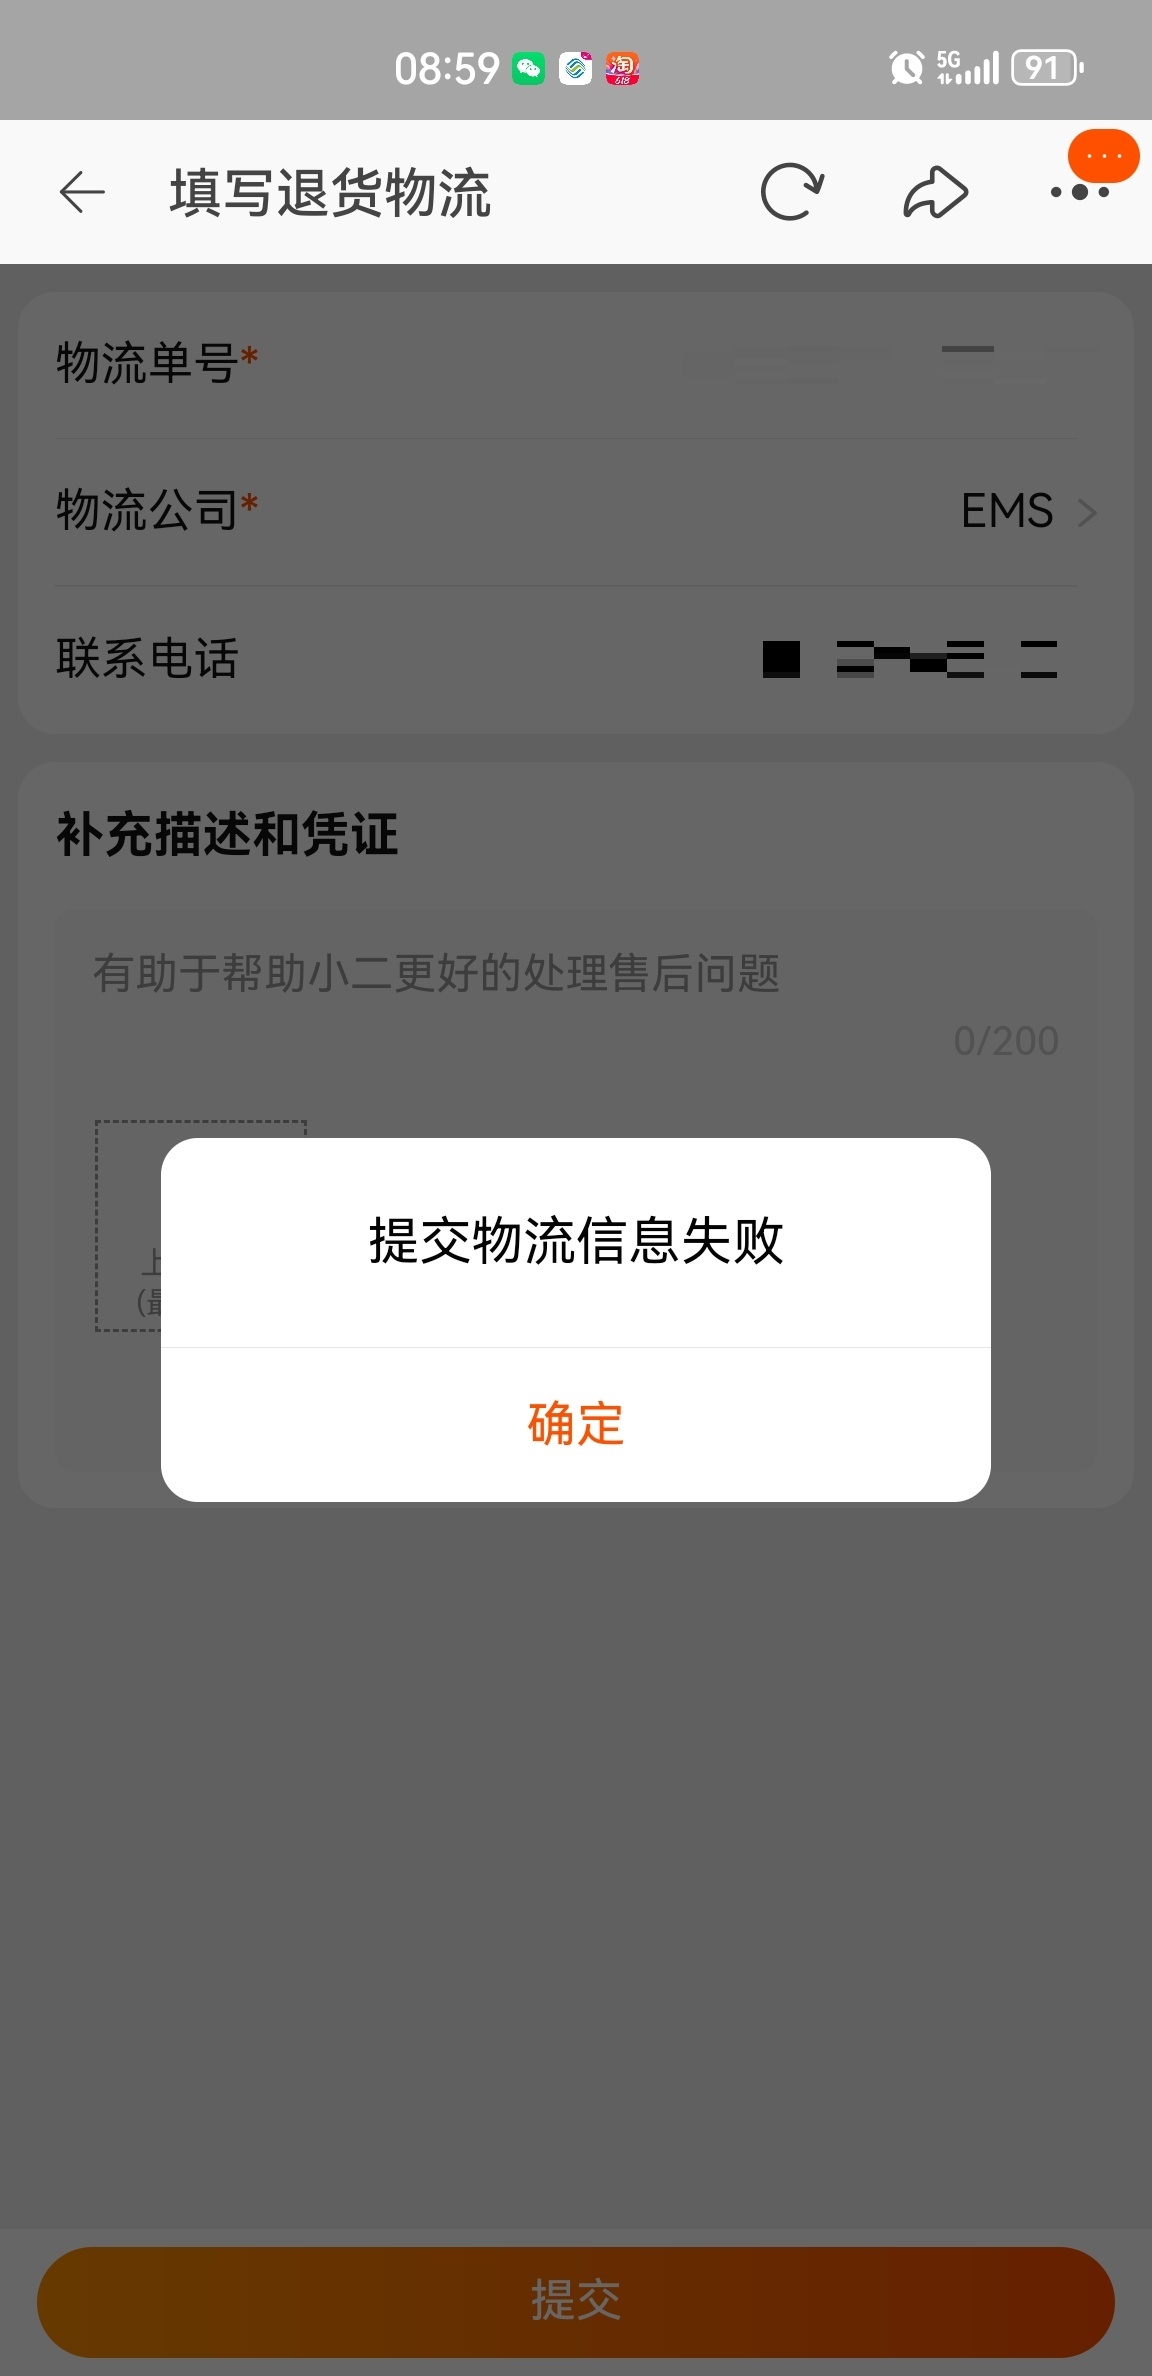 08:59
淘
618
5G
91
填写退货物流
物流单号*
物流公司* EMS
联系电话
补充描述和凭证
有助于帮助小二更好的处理售后问题
0/200
上
(最
提交物流信息失败
确定
提交